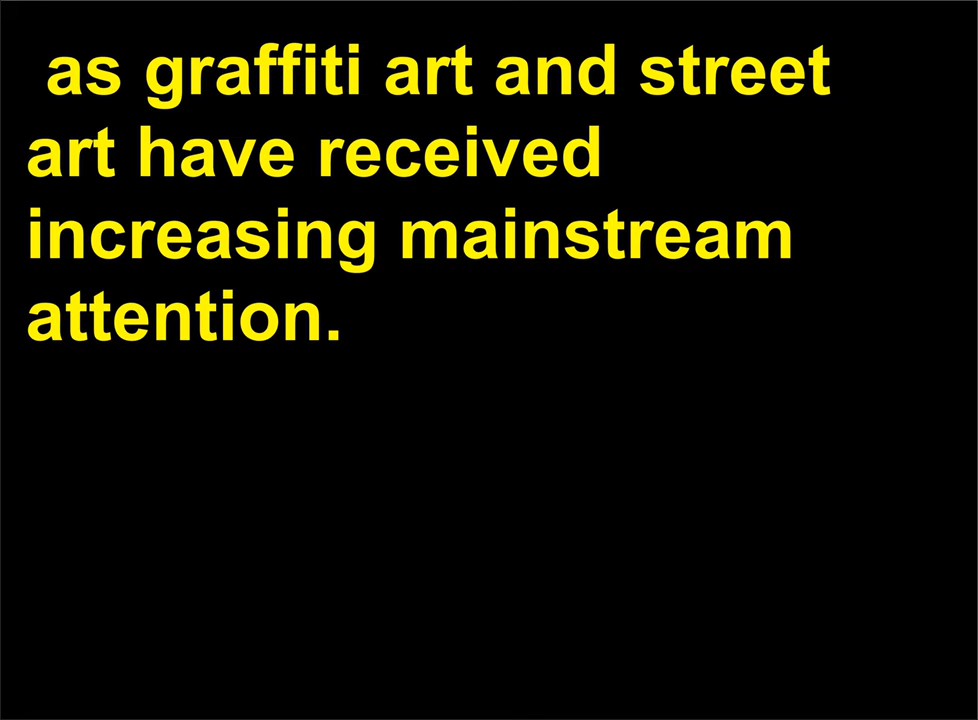 as graffiti art and street
art have received
increasing mainstream
attention.